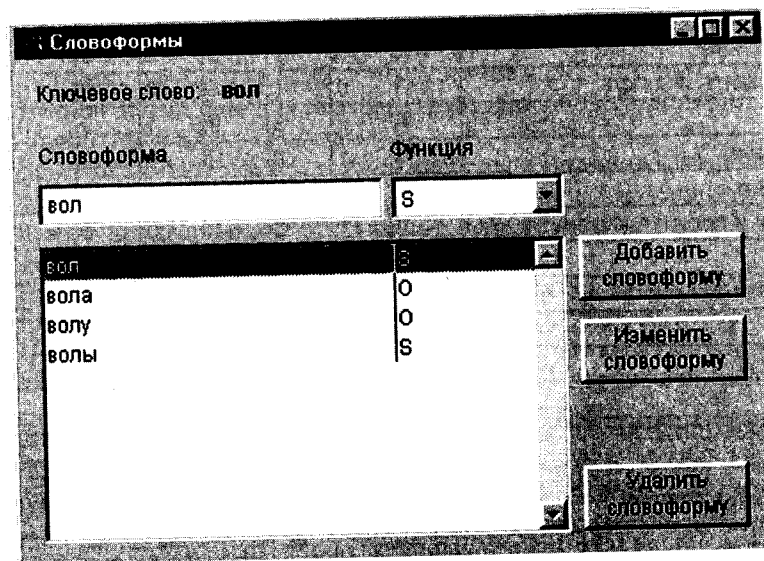 Словоформы
Ключевое слово: вол
Словоформа Функция
вол S
вол S
вола O
волу O
волы S
Добавить
словоформу
Изменить
словоформу
Удалить
словоформу